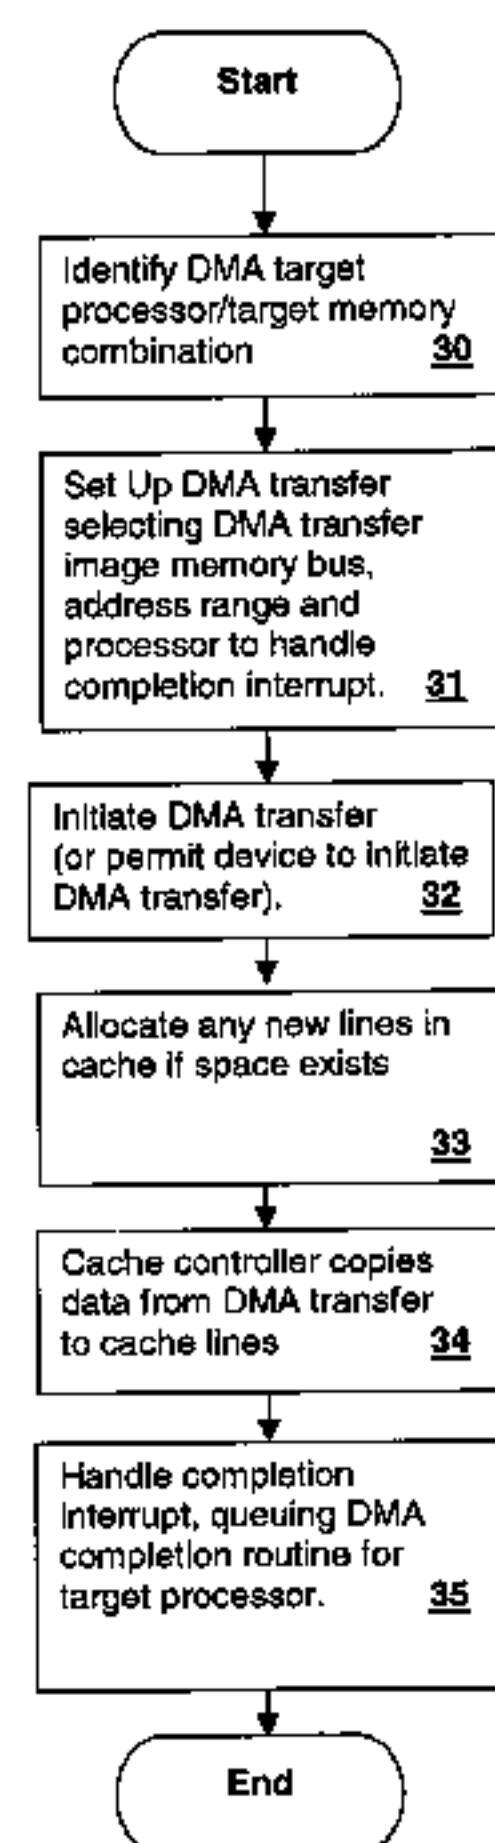 Start
Identify DMA target
processor/target memory
combination 30
Set Up DMA transfer
selecting DMA transfer
image memory bus,
address range and
processor to handle
completion interrupt. 31
Initiate DMA transfer
(or permit device to initiate
DMA transfer). 32
Allocate any new lines in
cache if space exists
33
Cache controller copies
data from DMA transfer
to cache lines 34
Handle completion
Interrupt, queuing DMA
completion routine for
target processor. 35
End